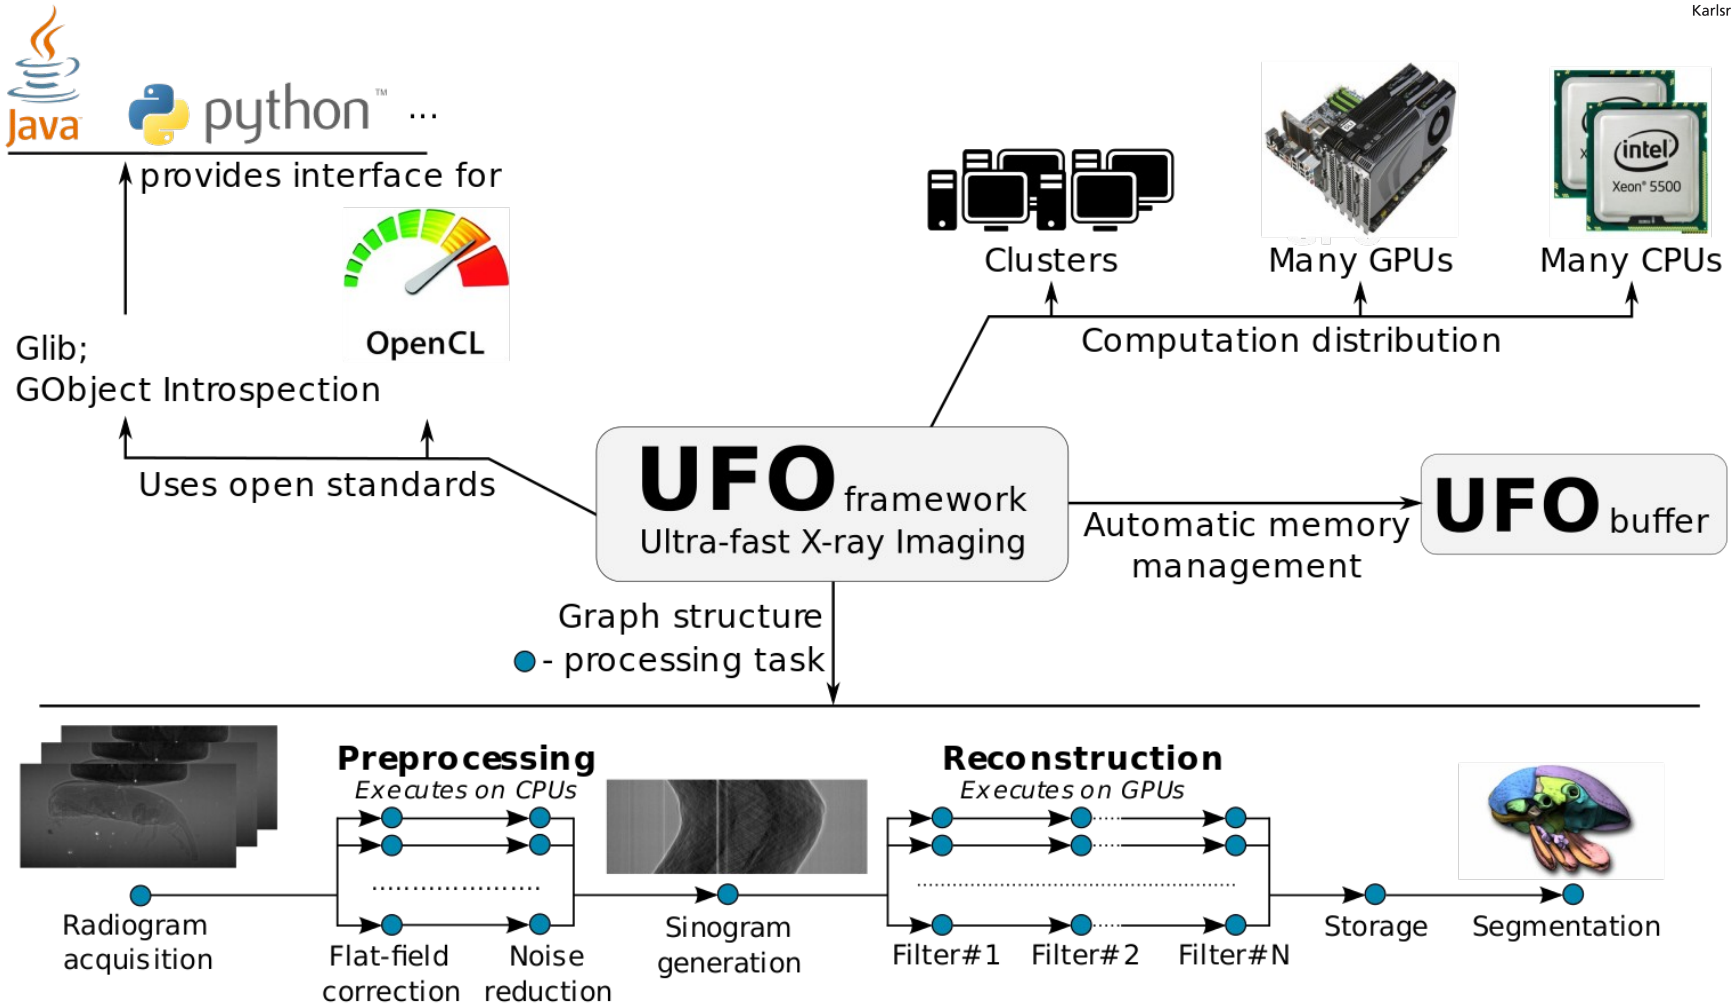 Karlsr
Java
python™ ...
provides interface for
OpenCL
Glib;
GObject Introspection
Uses open standards
Clusters
Many GPUs
intel
Xeon® 5500
Many CPUs
Computation distribution
UFO framework
Ultra-fast X-ray Imaging
Automatic memory
management
UFO buffer
Graph structure
- processing task
Preprocessing
Executes on CPUs
Reconstruction
Executes on GPUs
Radiogram
acquisition
Flat-field
correction
Noise
reduction
Sinogram
generation
Filter#1
Filter#2
Filter#N
Storage
Segmentation